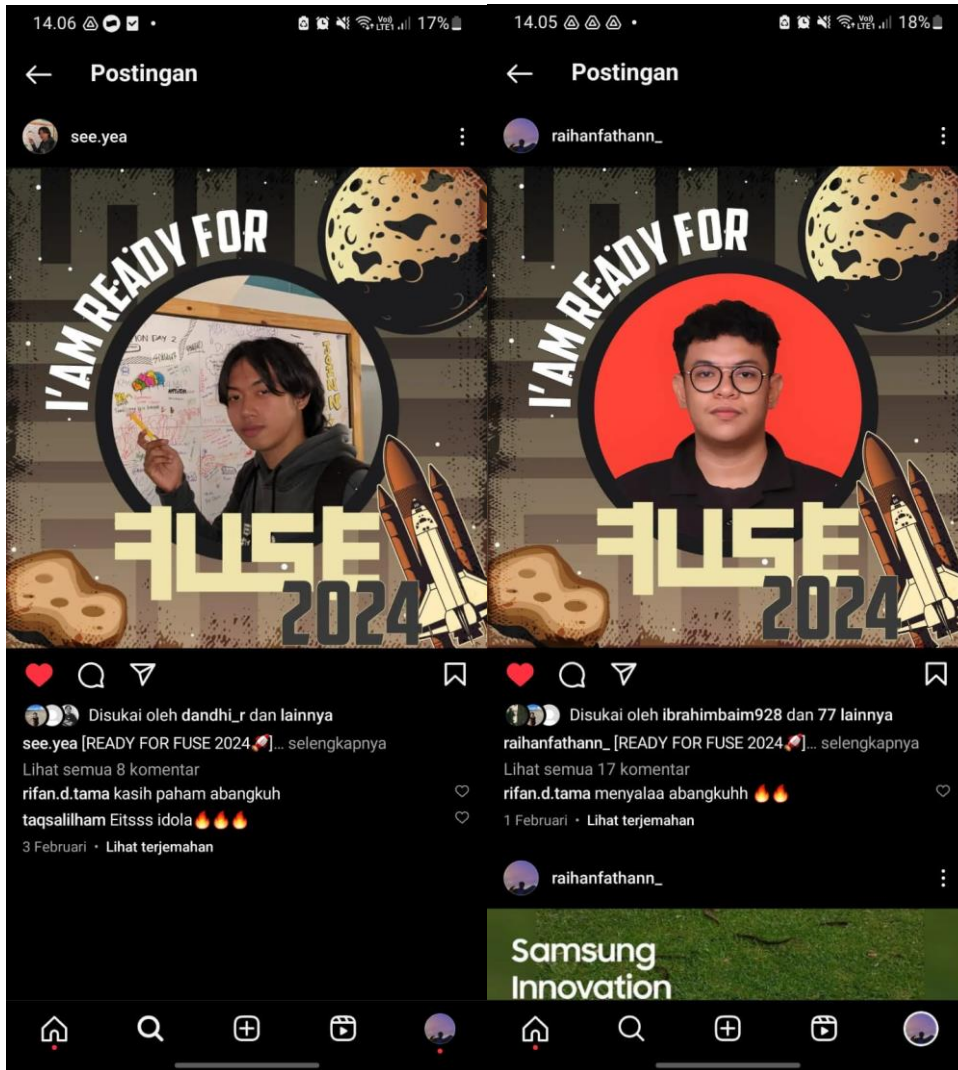 14.06
17%
Postingan
see.yea
I'AM READY FOR
ION DAY 2
FUSE
2024
Disukai oleh dandhi_r dan lainnya
see.yea [READY FOR FUSE 2024🚀]... selengkapnya
Lihat semua 8 komentar
rifan.d.tama kasih paham abangkuh
taqsalilham Eitsss idola🔥🔥🔥
3 Februari • Lihat terjemahan
14.05
18%
Postingan
raihanfathann_
I'AM READY FOR
FUSE
2024
Disukai oleh ibrahimbaim928 dan 77 lainnya
raihanfathann_ [READY FOR FUSE 2024🚀]... selengkapnya
Lihat semua 17 komentar
rifan.d.tama menyalaa abangkuhh 🔥🔥
1 Februari • Lihat terjemahan
raihanfathann_
Samsung
Innovation